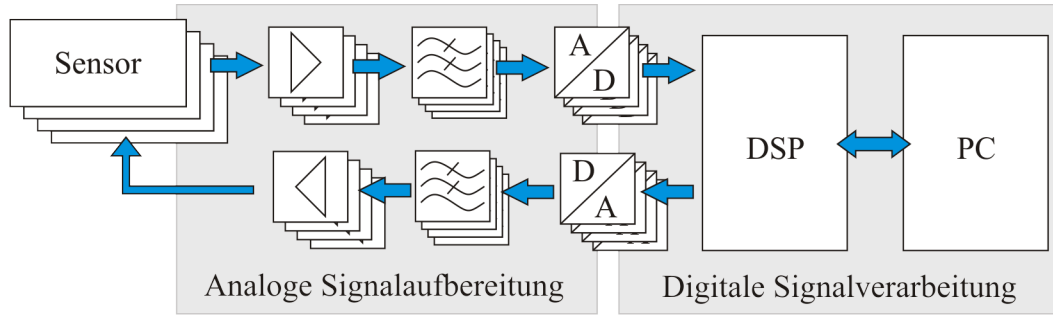 Sensor
A
D
DSP
PC
D
A
Analoge Signalaufbereitung
Digitale Signalverarbeitung